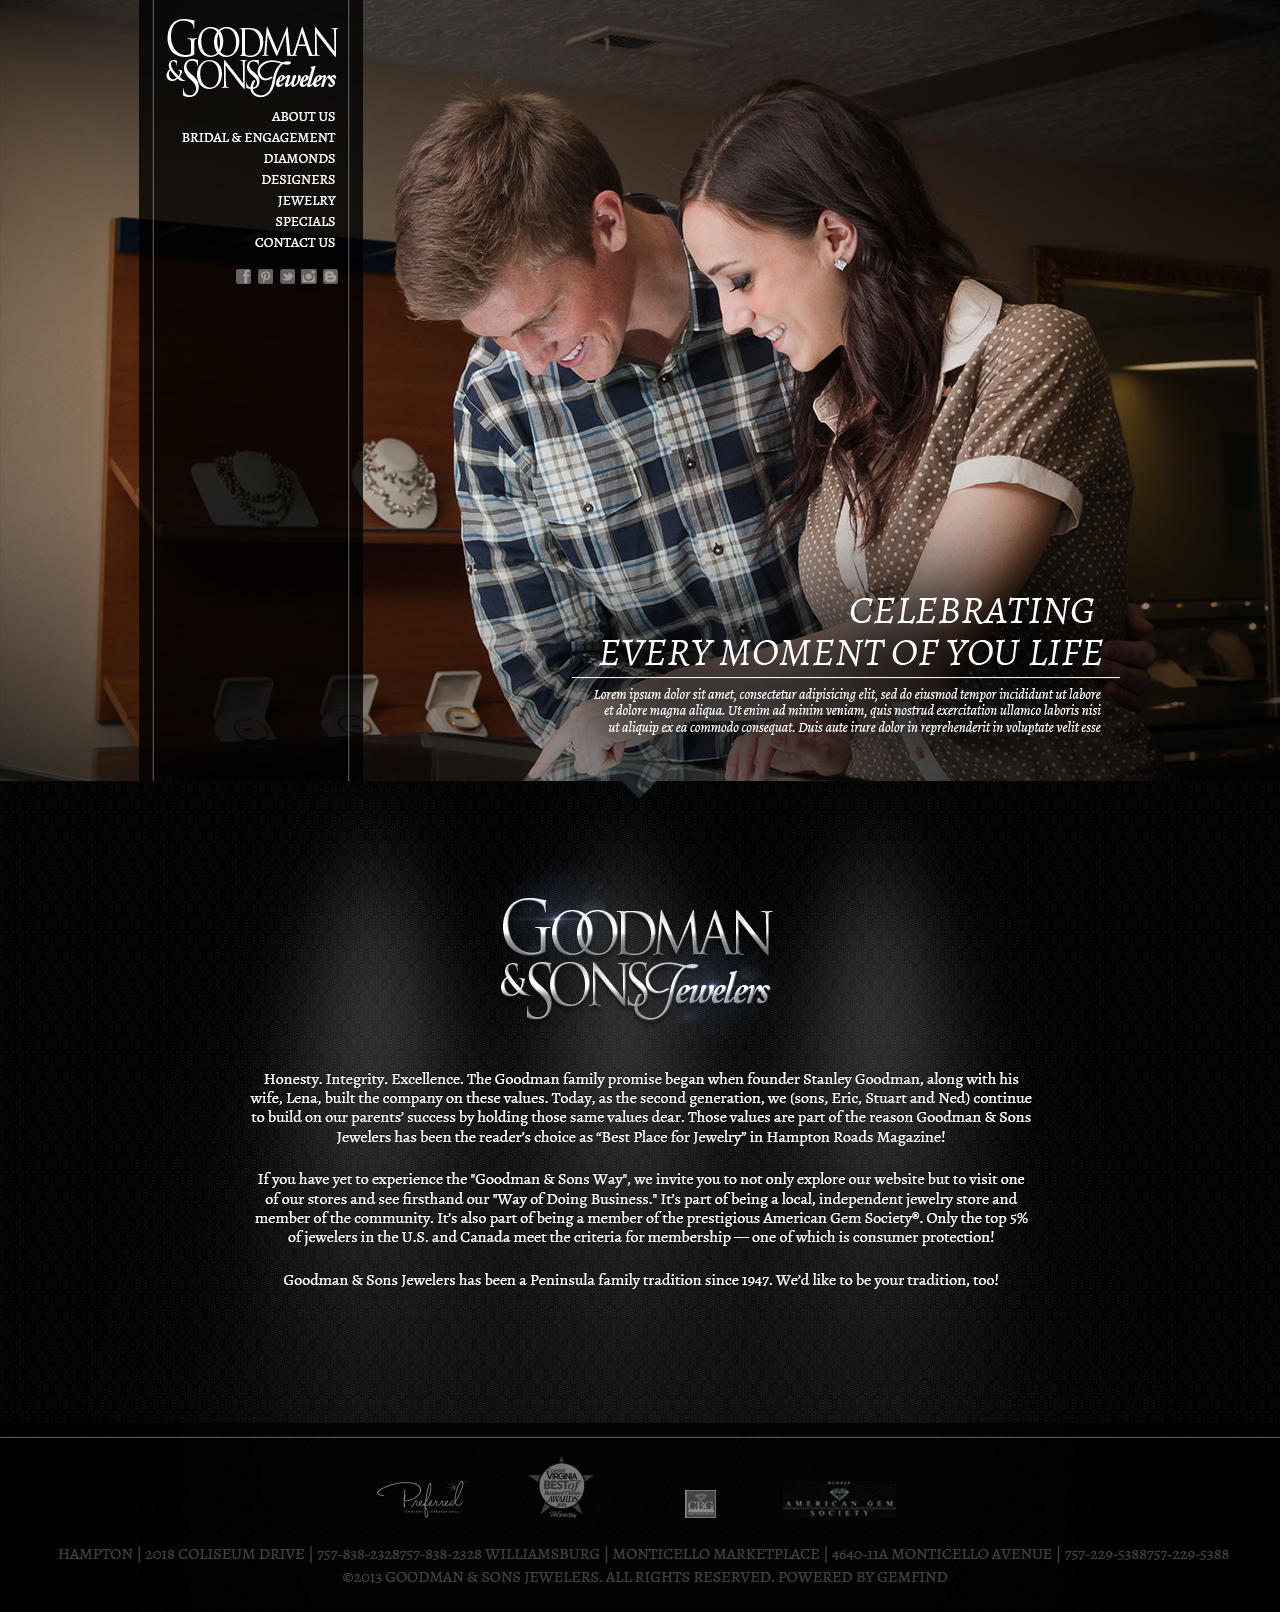 GOODMAN
& SONS Jewelers
ABOUT US
BRIDAL & ENGAGEMENT
DIAMONDS
DESIGNERS
JEWELRY
SPECIALS
CONTACT US
CELEBRATING
EVERY MOMENT OF YOU LIFE
Lorem ipsum dolor sit amet, consectetur adipisicing elit, sed do eiusmod tempor incididunt ut labore
et dolore magna aliqua. Ut enim ad minim veniam, quis nostrud exercitation ullamco laboris nisi
ut aliquip ex ea commodo consequat. Duis aute irure dolor in reprehenderit in voluptate velit esse
GOODMAN
& SONS Jewelers
Honesty. Integrity. Excellence. The Goodman family promise began when founder Stanley Goodman, along with his
wife, Lena, built the company on these values. Today, as the second generation, we (sons, Eric, Stuart and Ned) continue
to build on our parents’ success by holding those same values dear. Those values are part of the reason Goodman & Sons
Jewelers has been the reader’s choice as “Best Place for Jewelry” in Hampton Roads Magazine!
If you have yet to experience the "Goodman & Sons Way", we invite you to not only explore our website but to visit one
of our stores and see firsthand our "Way of Doing Business." It’s part of being a local, independent jewelry store and
member of the community. It’s also part of being a member of the prestigious American Gem Society®. Only the top 5%
of jewelers in the U.S. and Canada meet the criteria for membership — one of which is consumer protection!
Goodman & Sons Jewelers has been a Peninsula family tradition since 1947. We’d like to be your tradition, too!
Preferred
VIRGINIA
BEST of
AWARDS
CBG
AMERICAN GEM
SOCIETY
HAMPTON | 2018 COLISEUM DRIVE | 757-838-2328757-838-2328 WILLIAMSBURG | MONTICELLO MARKETPLACE | 4640-11A MONTICELLO AVENUE | 757-229-5388757-229-5388
©2013 GOODMAN & SONS JEWELERS. ALL RIGHTS RESERVED. POWERED BY GEMFIND